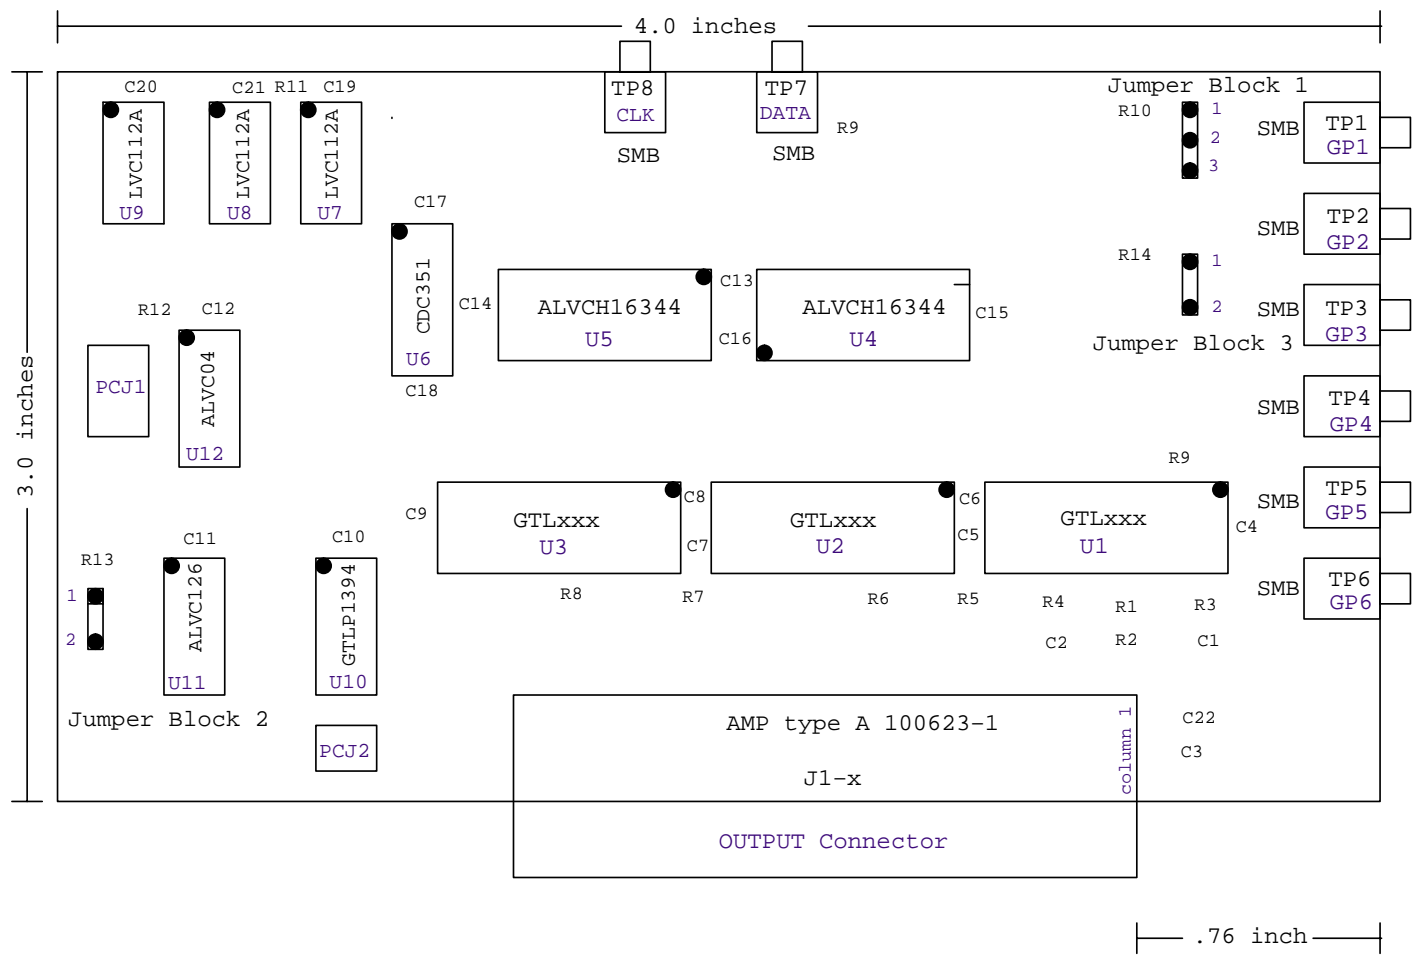 4.0 inches
C20
C21
R11
C19
TP8
TP7
Jumper Block 1
LVC112A
LVC112A
LVC112A
CLK
DATA
R9
R10
1
2
3
SMB
TP1
GP1
SMB
SMB
U9
U8
U7
C17
SMB
TP2
GP2
R14
1
2
CDC351
U6
C14
ALVCH16344
U5
C13
C16
ALVCH16344
U4
C15
SMB
TP3
GP3
Jumper Block 3
R12
C12
PCJ1
ALVC04
U12
C18
SMB
TP4
GP4
3.0 inches
R9
C9
GTLxxx
U3
C8
C7
GTLxxx
U2
C6
C5
GTLxxx
U1
C4
SMB
TP5
GP5
R13
C11
C10
1
2
ALVC126
U11
GTLP1394
U10
R8
R7
R6
R5
R4
R1
R3
SMB
TP6
GP6
C2
R2
C1
Jumper Block 2
PCJ2
AMP type A 100623-1
column 1
C22
C3
J1-x
OUTPUT Connector
.76 inch